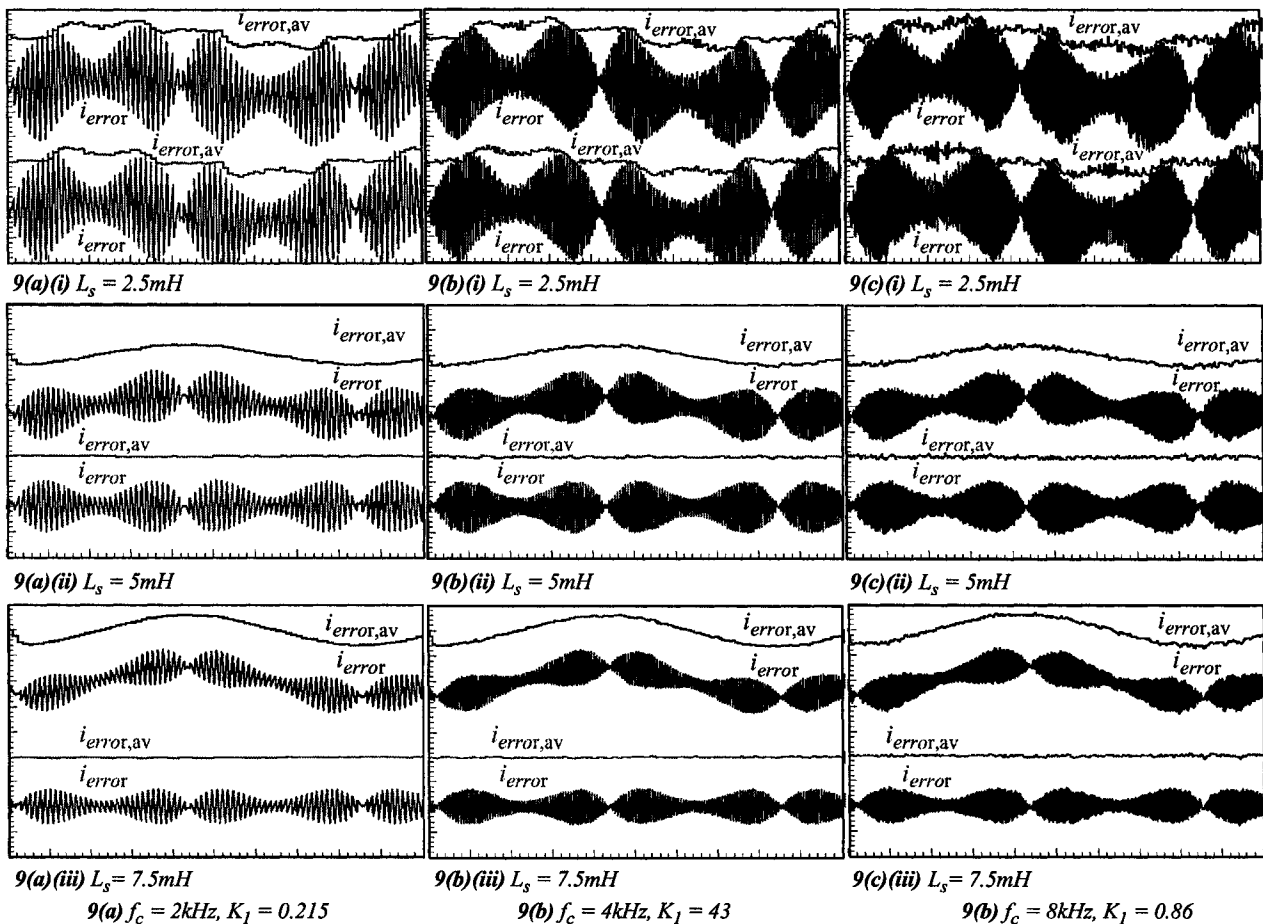 i_error,av i_error,av i_error,av
i_error i_error i_error
i_error,av i_error,av i_error,av
i_error i_error i_error
9(a)(i) L_s = 2.5mH 9(b)(i) L_s = 2.5mH 9(c)(i) L_s = 2.5mH
i_error,av i_error,av i_error,av
i_error i_error i_error
i_error,av i_error,av i_error,av
i_error i_error i_error
9(a)(ii) L_s = 5mH 9(b)(ii) L_s = 5mH 9(c)(ii) L_s = 5mH
i_error,av i_error,av i_error,av
i_error i_error i_error
i_error,av i_error,av i_error,av
i_error i_error i_error
9(a)(iii) L_s = 7.5mH 9(b)(iii) L_s = 7.5mH 9(c)(iii) L_s = 7.5mH
9(a) f_c = 2kHz, K_1 = 0.215 9(b) f_c = 4kHz, K_1 = 43 9(b) f_c = 8kHz, K_1 = 0.86